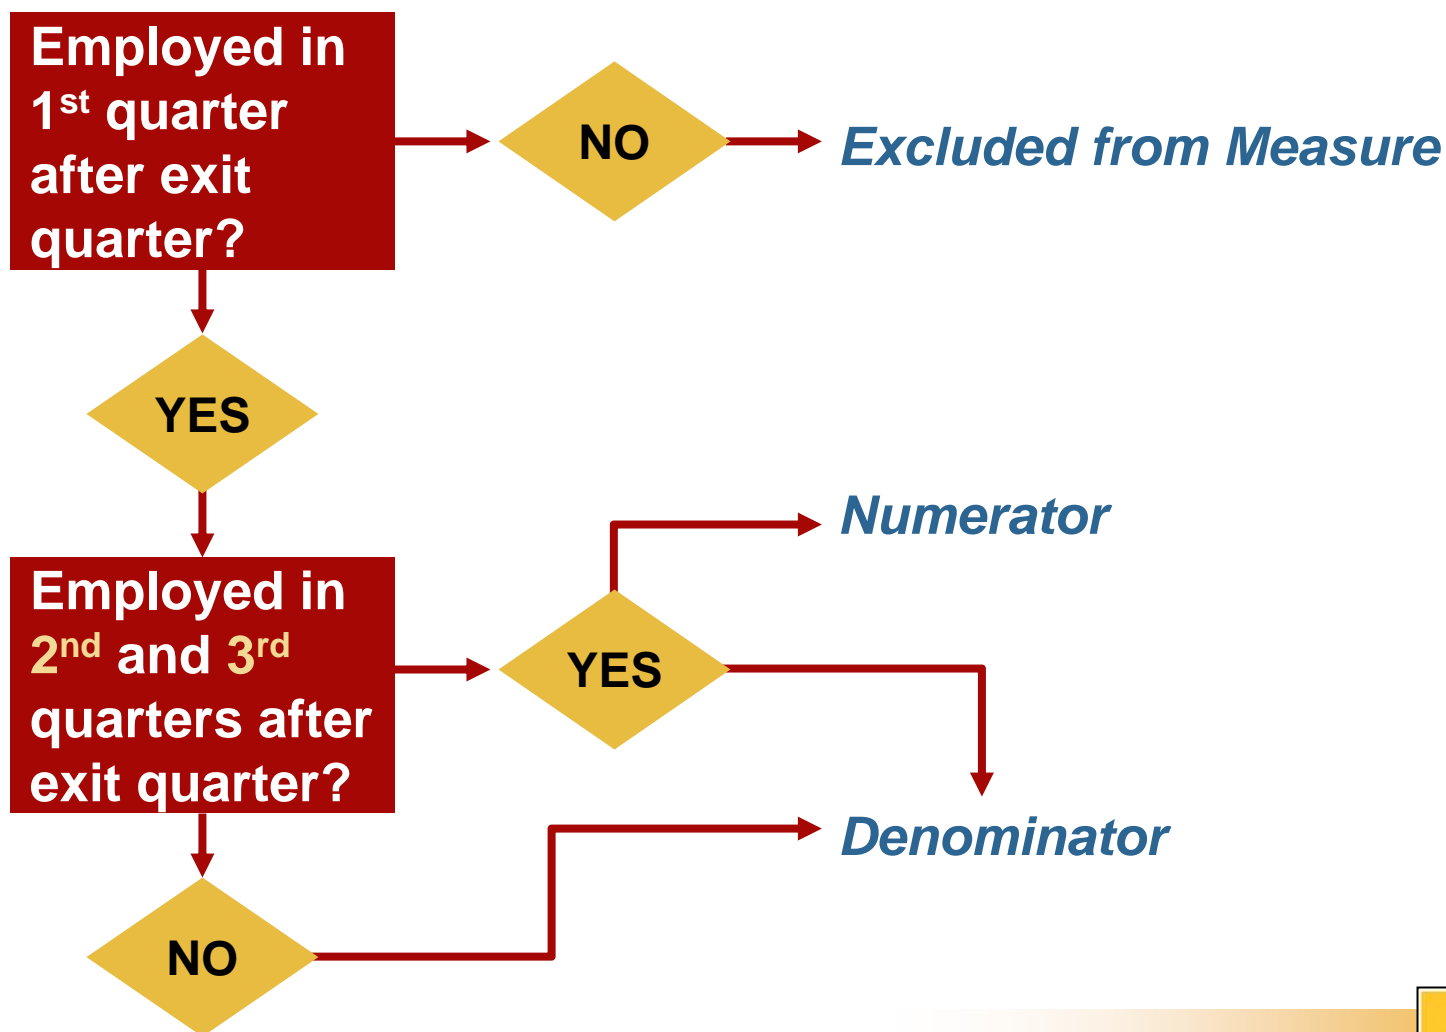 Employed in
1st quarter
after exit
quarter?
NO
Excluded from Measure
YES
Employed in
2nd and 3rd
quarters after
exit quarter?
YES
Numerator
Denominator
NO